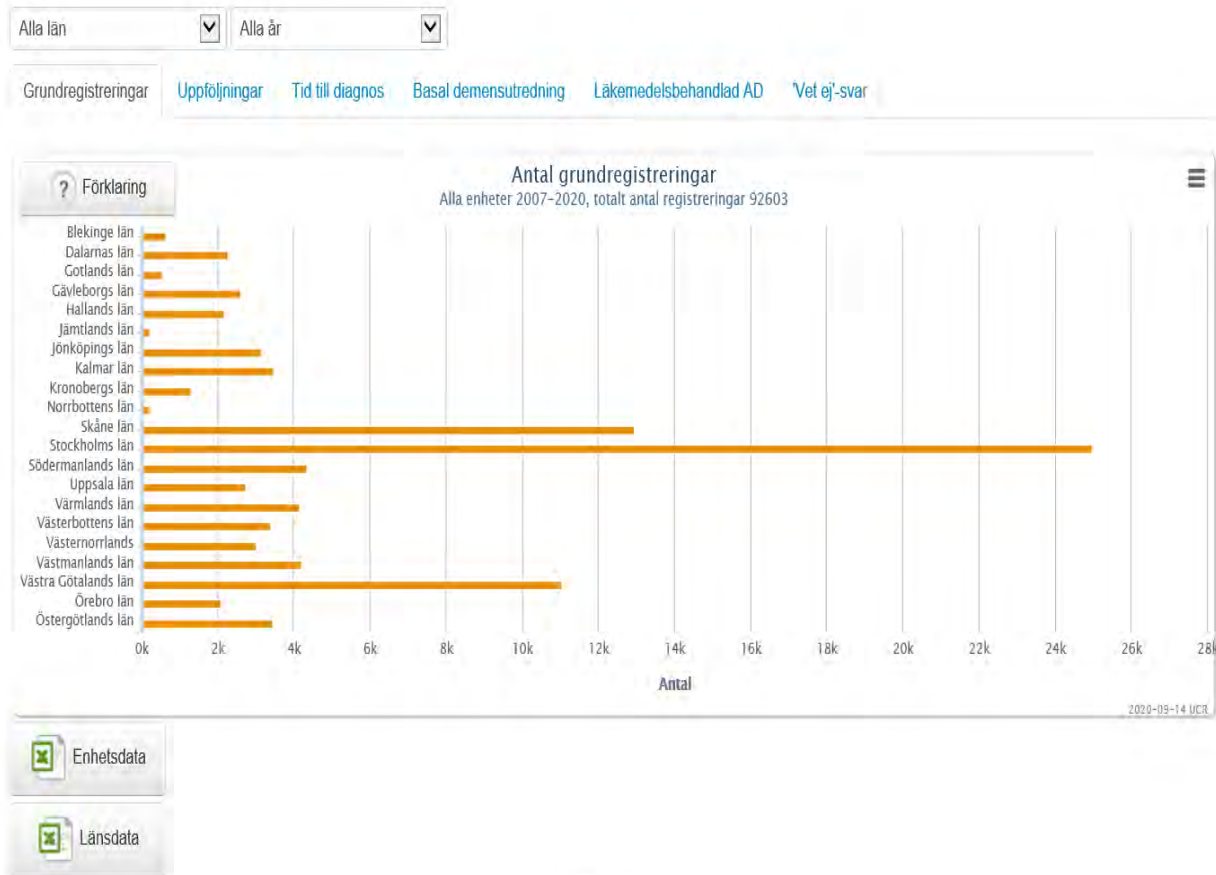 Alla län Alla år
Grundregistreringar Uppföljningar Tid till diagnos Basal demensutredning Läkemedelsbehandlad AD 'Vet ej'-svar
? Förklaring
Antal grundregistreringar
Alla enheter 2007-2020, totalt antal registreringar 92603
Blekinge län
Dalarnas län
Gotlands län
Gävleborgs län
Hallands län
Jämtlands län
Jönköpings län
Kalmar län
Kronobergs län
Norrbottens län
Skåne län
Stockholms län
Södermanlands län
Uppsala län
Värmlands län
Västerbottens län
Västernorrlands
Västmanlands län
Västra Götalands län
Örebro län
Östergötlands län
0k 2k 4k 6k 8k 10k 12k 14k 16k 18k 20k 22k 24k 26k 28k
Antal
2020-09-14 UCR
Enhetsdata
Länsdata